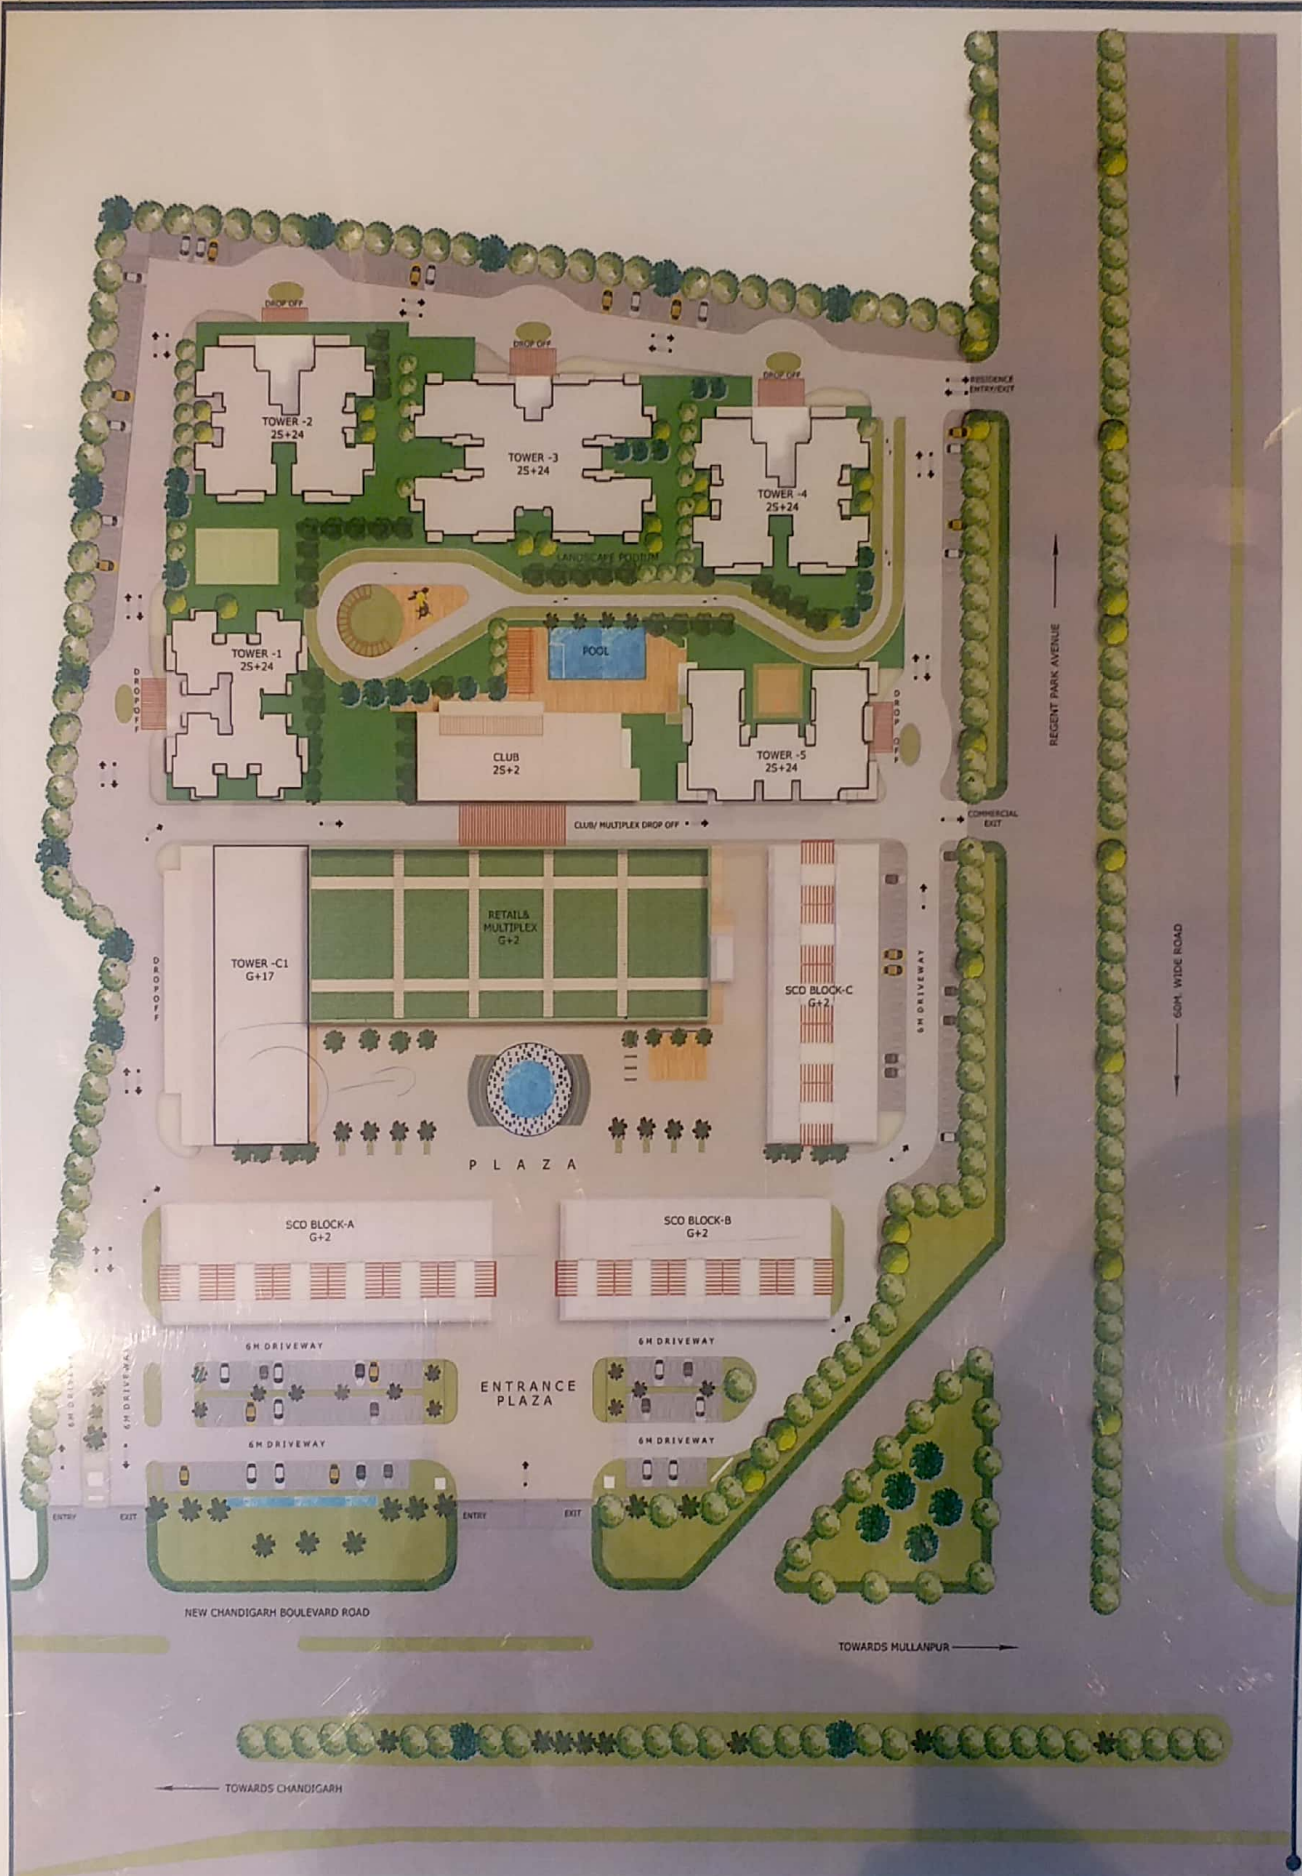 DROP OFF
DROP OFF
DROP OFF
RESIDENCE
ENTRY/EXIT
TOWER -2
2S+24
TOWER -3
2S+24
TOWER -4
2S+24
LANDSCAPE PODIUM
REGENT PARK AVENUE
TOWER -1
2S+24
POOL
DROP OFF
DROP OFF
CLUB
2S+2
TOWER -5
2S+24
CLUB/ MULTIPLEX DROP OFF
COMMERCIAL
EXIT
RETAIL&
MULTIPLEX
G+2
TOWER -C1
G+17
DROP OFF
SCO BLOCK-C
G+2
6M DRIVEWAY
60M. WIDE ROAD
PLAZA
SCO BLOCK-A
G+2
SCO BLOCK-B
G+2
6M DRIVEWAY
6M DRIVEWAY
6M DRIVEWAY
6M DRIVEWAY
ENTRANCE
PLAZA
6M DRIVEWAY
6M DRIVEWAY
ENTRY
EXIT
ENTRY
EXIT
NEW CHANDIGARH BOULEVARD ROAD
TOWARDS MULLANPUR
TOWARDS CHANDIGARH